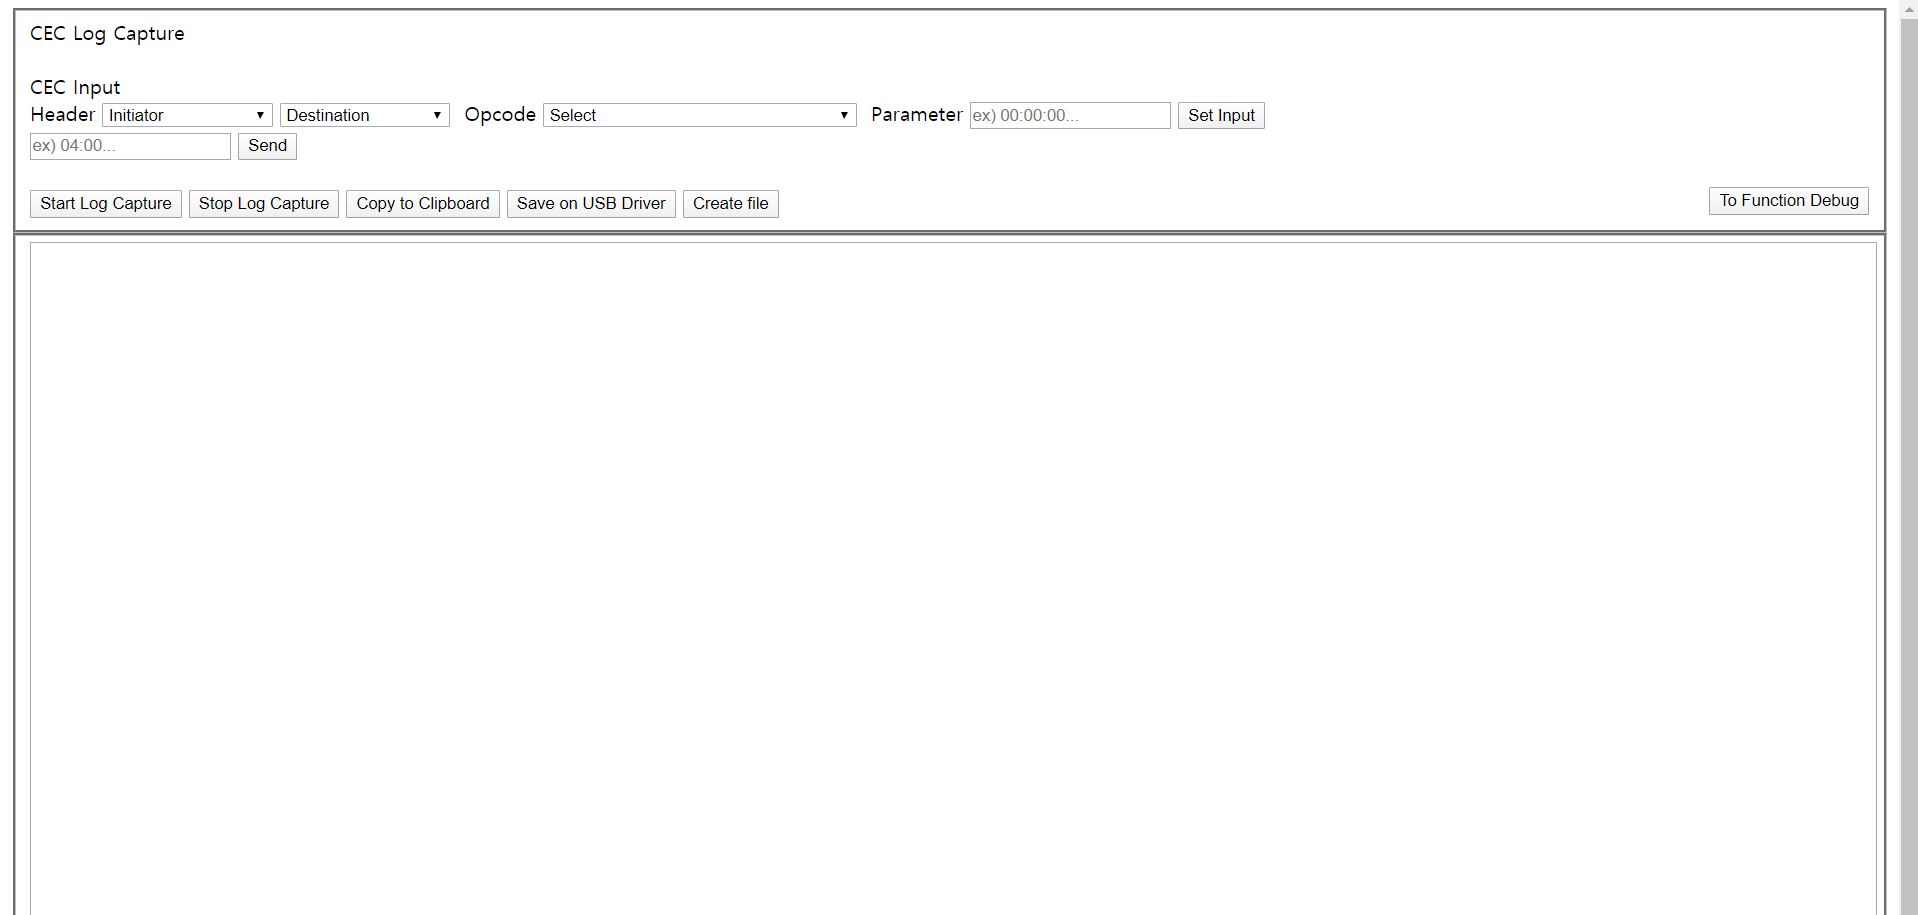 CEC Log Capture
CEC Input
Header Initiator Destination Opcode Select Parameter ex) 00:00:00... Set Input
ex) 04:00... Send
Start Log Capture Stop Log Capture Copy to Clipboard Save on USB Driver Create file To Function Debug